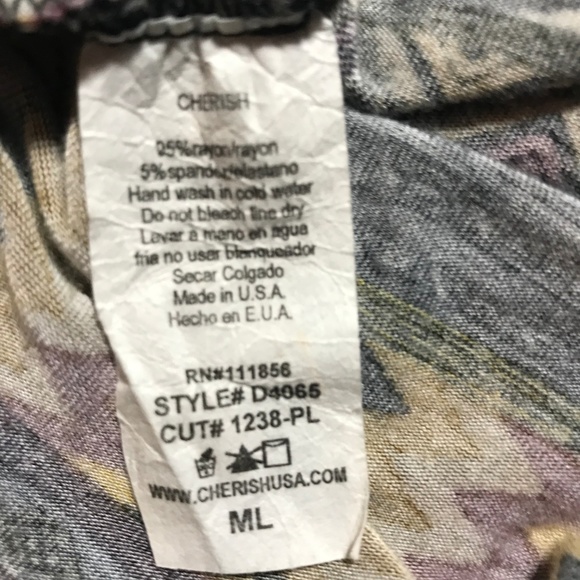 CHERISH
25% rayon/rayon
5% spandex/elastano
Hand wash in cold water
Do not bleach line dry
Lavar a mano en agua
fria no usar blanqueador
Secar Colgado
Made in U.S.A.
Hecho en E.U.A.
RN#111856
STYLE# D4065
CUT# 1238-PL
WWW.CHERISHUSA.COM
ML